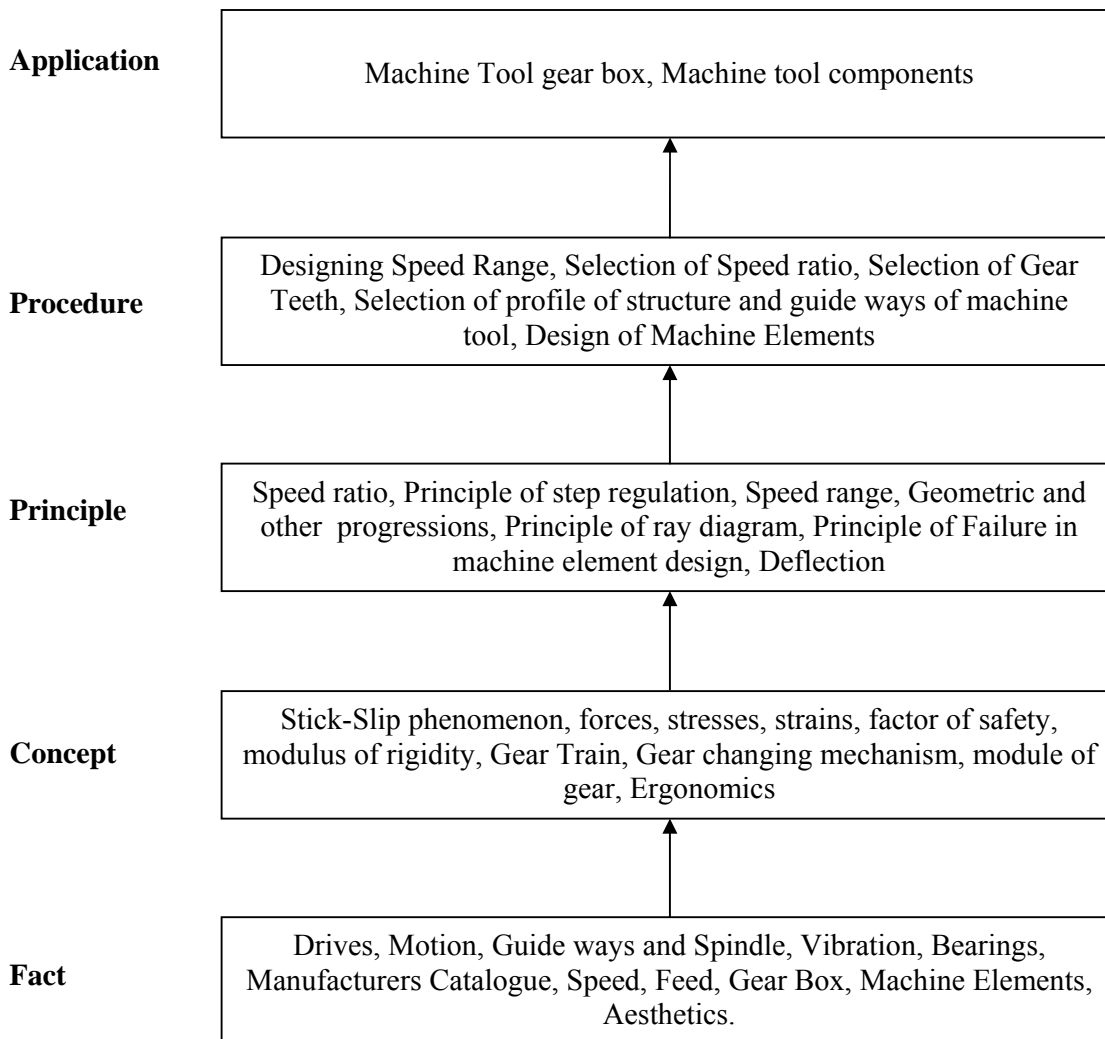 Application
Machine Tool gear box, Machine tool components
Designing Speed Range, Selection of Speed ratio, Selection of Gear
Procedure
Teeth, Selection of profile of structure and guide ways of machine
tool, Design of Machine Elements
Speed ratio, Principle of step regulation, Speed range, Geometric and
Principle
other  progressions, Principle of ray diagram, Principle of Failure in
machine element design, Deflection
Stick-Slip phenomenon, forces, stresses, strains, factor of safety,
Concept
modulus of rigidity, Gear Train, Gear changing mechanism, module of
gear, Ergonomics
Drives, Motion, Guide ways and Spindle, Vibration, Bearings,
Fact
Manufacturers Catalogue, Speed, Feed, Gear Box, Machine Elements,
Aesthetics.